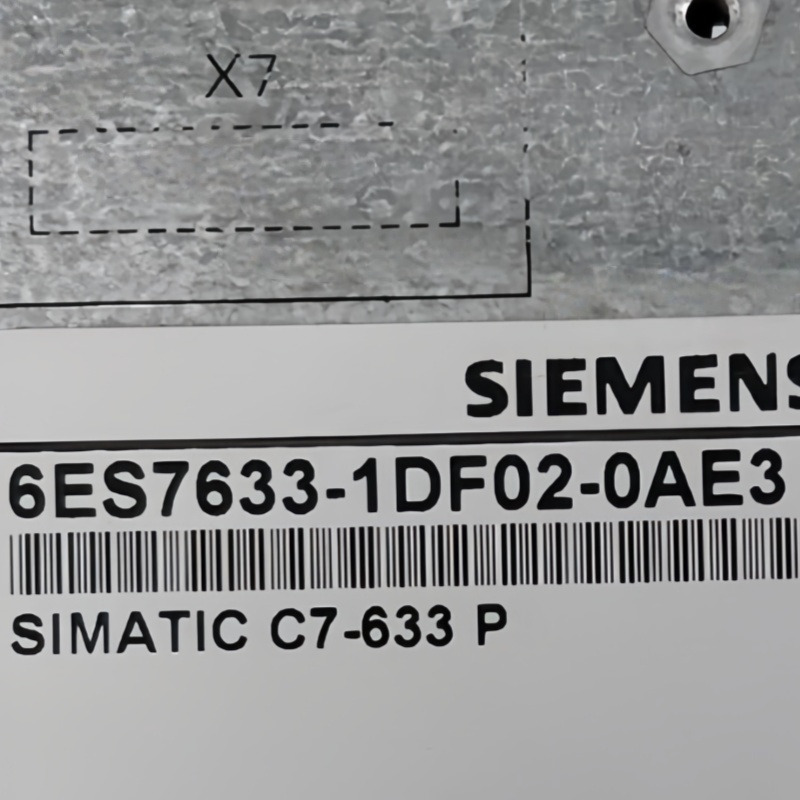 X7
SIEMENS
6ES7633-1DF02-0AE3
SIMATIC C7-633 P